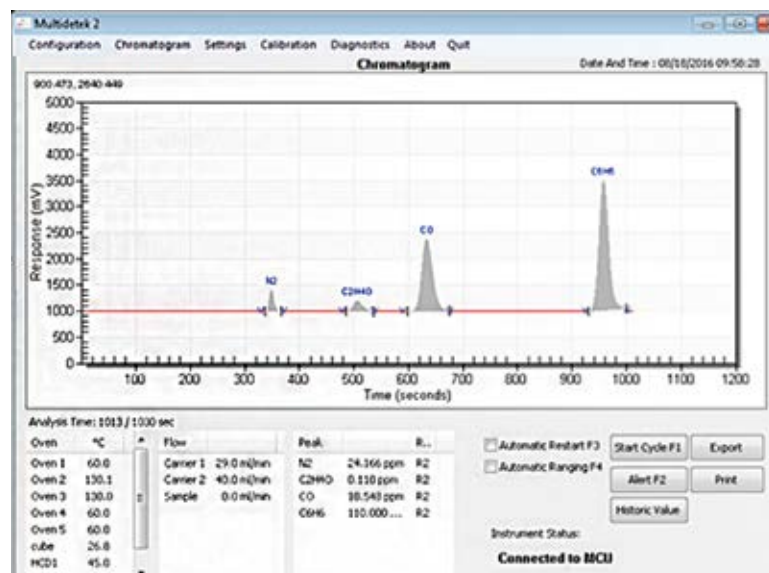 Multidetek 2
Configuration Chromatogram Settings Calibration Diagnostics About Quit
Chromatogram Date And Time : 08/18/2016 09:58:28
900.473, 2640.449
5000
4500
4000
3500
3000
2500
2000
1500
1000
500
0
Response (mV)
N2
C2H4O
CO
C6H6
100 200 300 400 500 600 700 800 900 1000 1100 1200
Time (seconds)
Analysis Time: 1013 / 1030 sec
Oven °C
Oven 1 60.0
Oven 2 130.1
Oven 3 130.0
Oven 4 60.0
Oven 5 60.0
cube 26.8
HCD1 45.0
Flow
Carrier 1 29.0 ml/min
Carrier 2 40.0 ml/min
Sample 0.0 ml/min
Peak R...
N2 24.166 ppm R2
C2H4O 0.110 ppm R2
CO 18.548 ppm R2
C6H6 110.000 .... R2
Automatic Restart F3
Automatic Ranging F4
Start Cycle F1 Export
Alert F2 Print
Historic Value
Instrument Status:
Connected to MCU